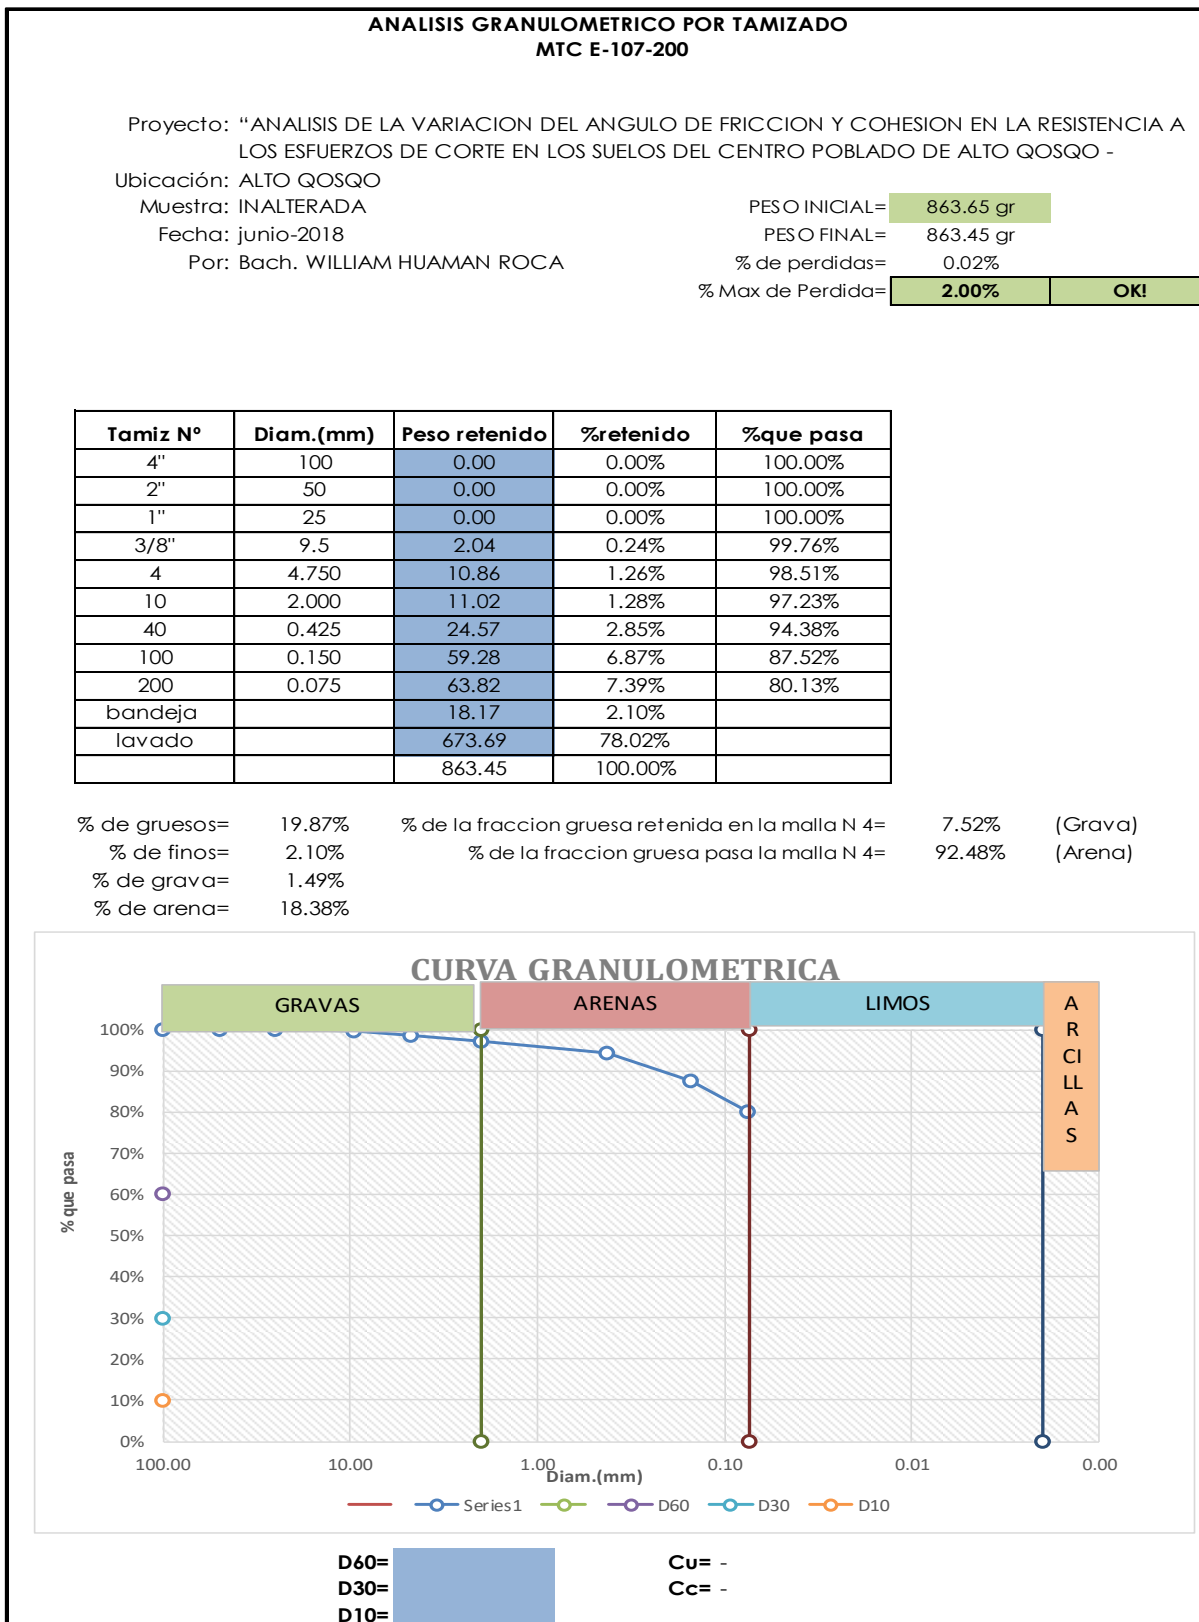 ANALISIS GRANULOMETRICO POR TAMIZADO
MTC E-107-200
Proyecto: “ANALISIS DE LA VARIACION DEL ANGULO DE FRICCION Y COHESION EN LA RESISTENCIA A
LOS ESFUERZOS DE CORTE EN LOS SUELOS DEL CENTRO POBLADO DE ALTO QOSQO -
Ubicación: ALTO QOSQO
Muestra: INALTERADA PESO INICIAL= 863.65 gr
Fecha: junio-2018 PESO FINAL= 863.45 gr
Por: Bach. WILLIAM HUAMAN ROCA % de perdidas= 0.02%
% Max de Perdida= 2.00% OK!
Tamiz Nº Diam.(mm) Peso retenido %retenido %que pasa
4" 100 0.00 0.00% 100.00%
2" 50 0.00 0.00% 100.00%
1" 25 0.00 0.00% 100.00%
3/8" 9.5 2.04 0.24% 99.76%
4 4.750 10.86 1.26% 98.51%
10 2.000 11.02 1.28% 97.23%
40 0.425 24.57 2.85% 94.38%
100 0.150 59.28 6.87% 87.52%
200 0.075 63.82 7.39% 80.13%
bandeja 18.17 2.10%
lavado 673.69 78.02%
863.45 100.00%
% de gruesos= 19.87% % de la fraccion gruesa retenida en la malla N 4= 7.52% (Grava)
% de finos= 2.10% % de la fraccion gruesa pasa la malla N 4= 92.48% (Arena)
% de grava= 1.49%
% de arena= 18.38%
CURVA GRANULOMETRICA
GRAVAS ARENAS LIMOS
A
R
CI
LL
A
S
100%
90%
80%
70%
60%
50%
40%
30%
20%
10%
0%
% que pasa
100.00 10.00 1.00 0.10 0.01 0.00
Diam.(mm)
Series1 D60 D30 D10
D60= Cu= -
D30= Cc= -
D10=